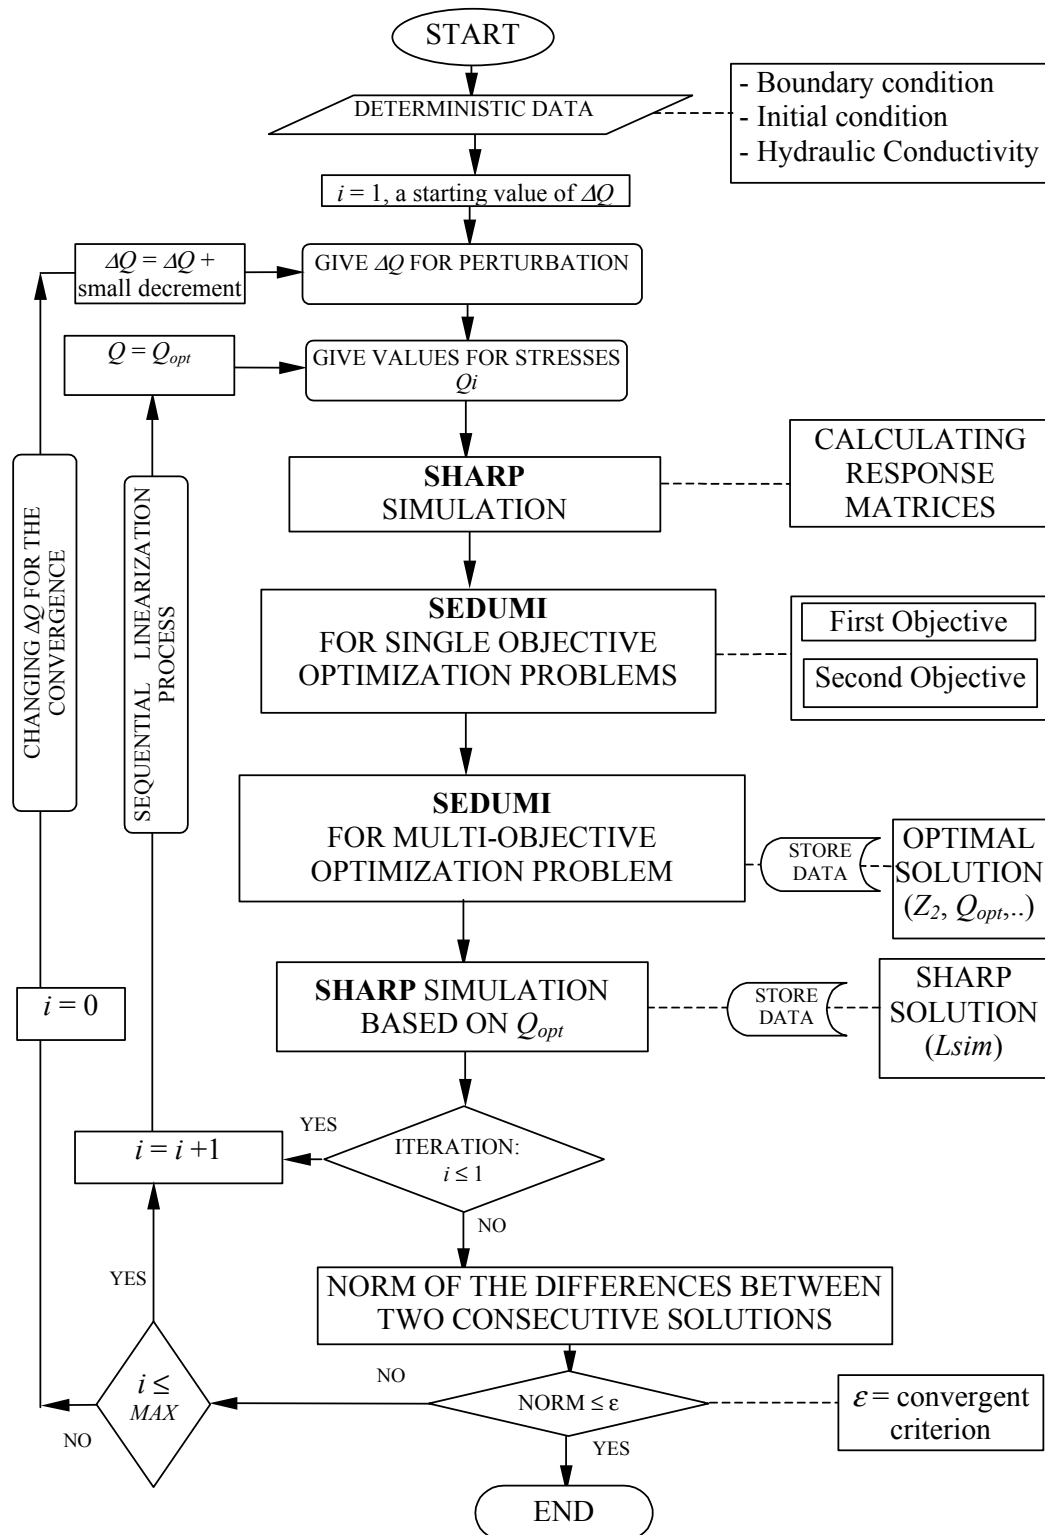 START
DETERMINISTIC DATA
- Boundary condition
- Initial condition
- Hydraulic Conductivity
i = 1, a starting value of ΔQ
ΔQ = ΔQ +
small decrement
GIVE ΔQ FOR PERTURBATION
Q = Qopt
GIVE VALUES FOR STRESSES
Qi
CHANGING ΔQ FOR THE
CONVERGENCE
SEQUENTIAL LINEARIZATION
PROCESS
SHARP
SIMULATION
CALCULATING
RESPONSE
MATRICES
SEDUMI
FOR SINGLE OBJECTIVE
OPTIMIZATION PROBLEMS
First Objective
Second Objective
SEDUMI
FOR MULTI-OBJECTIVE
OPTIMIZATION PROBLEM
STORE
DATA
OPTIMAL
SOLUTION
(Z2, Qopt,..)
i = 0
SHARP SIMULATION
BASED ON Qopt
STORE
DATA
SHARP
SOLUTION
(Lsim)
YES
i = i +1
ITERATION:
i ≤ 1
NO
YES
NORM OF THE DIFFERENCES BETWEEN
TWO CONSECUTIVE SOLUTIONS
NO
i ≤
MAX
NO
NORM ≤ ε
YES
ε = convergent
criterion
END